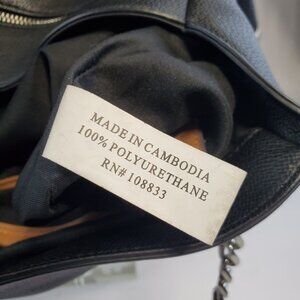 MADE IN CAMBODIA
100% POLYURETHANE
RN# 108833